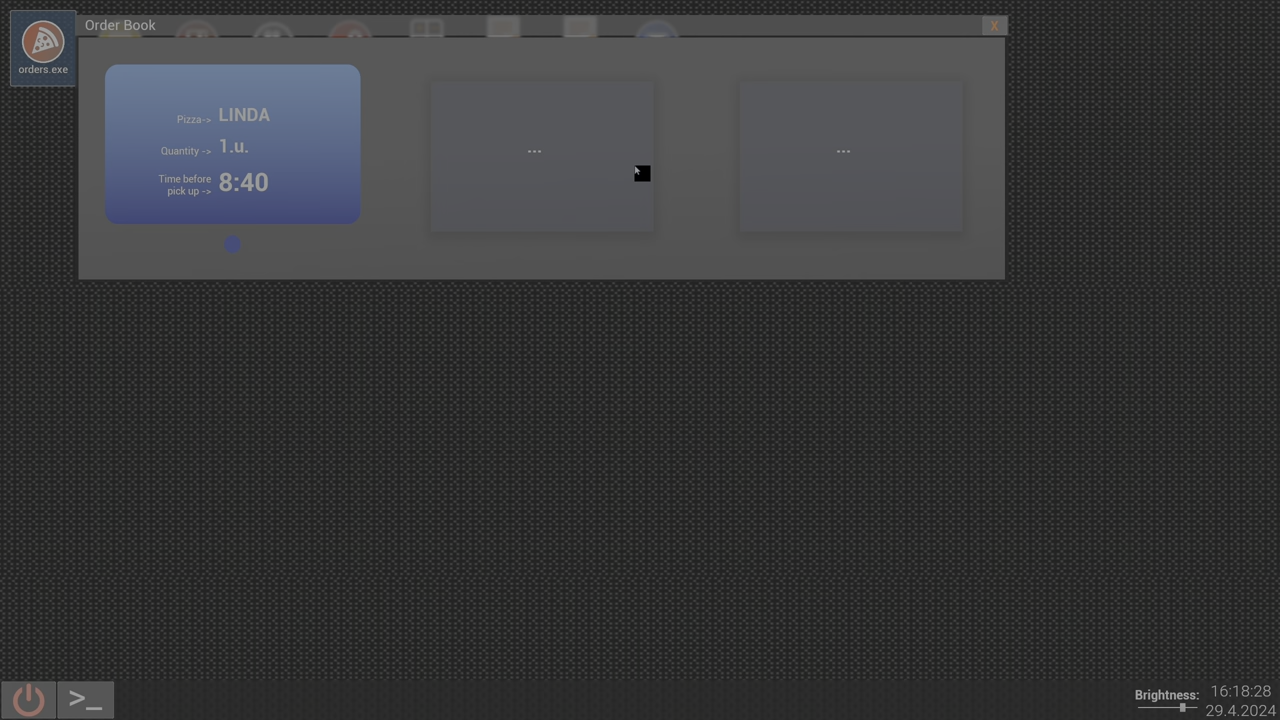 Order Book
X
orders.exe
Pizza-> LINDA
Quantity -> 1.u.
Time before
pick up -> 8:40
...
...
>_
Brightness:
16:18:28
29.4.2024